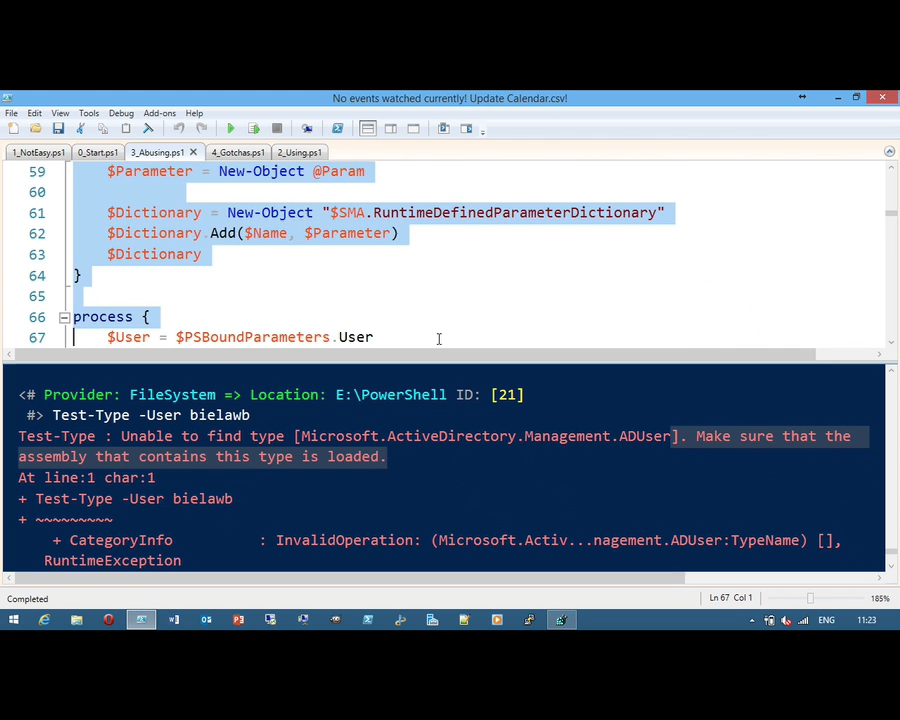 No events watched currently! Update Calendar.csv!
File Edit View Tools Debug Add-ons Help
1_NotEasy.ps1 0_Start.ps1 3_Abusing.ps1 4_Gotchas.ps1 2_Using.ps1
59 $Parameter = New-Object @Param
60
61 $Dictionary = New-Object "$SMA.RuntimeDefinedParameterDictionary"
62 $Dictionary.Add($Name, $Parameter)
63 $Dictionary
64 }
65
66 process {
67 $User = $PSBoundParameters.User
<# Provider: FileSystem => Location: E:\PowerShell ID: [21]
#> Test-Type -User bielawb
Test-Type : Unable to find type [Microsoft.ActiveDirectory.Management.ADUser]. Make sure that the
assembly that contains this type is loaded.
At line:1 char:1
+ Test-Type -User bielawb
+ ~~~~~~~~~
+ CategoryInfo : InvalidOperation: (Microsoft.Activ...nagement.ADUser:TypeName) [],
RuntimeException
Completed Ln 67 Col 1 185%
ENG 11:23